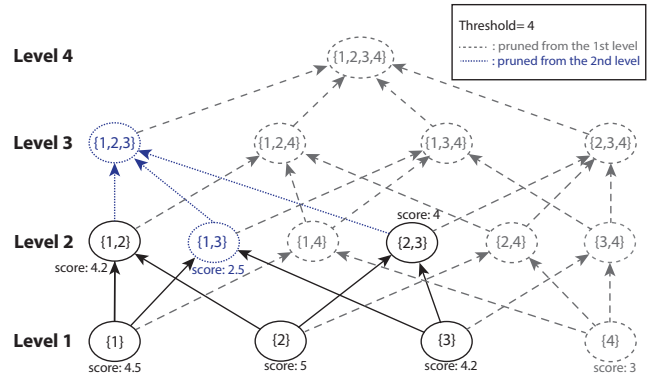 Threshold= 4
: pruned from the 1st level
: pruned from the 2nd level
Level 4
{1,2,3,4}
Level 3
{1,2,3}
{1,2,4}
{1,3,4}
{2,3,4}
score: 4
Level 2
{1,2}
{1,3}
{1,4}
{2,3}
{2,4}
{3,4}
score: 4.2
score: 2.5
Level 1
{1}
{2}
{3}
{4}
score: 4.5
score: 5
score: 4.2
score: 3